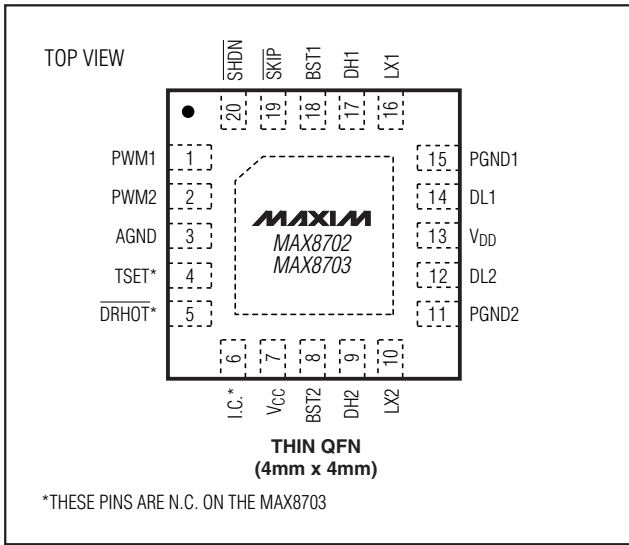 TOP VIEW
SHDN
SKIP
BST1
DH1
LX1
20
19
18
17
16
PWM1 1
PWM2 2
AGND 3
TSET* 4
DRHOT* 5
15 PGND1
14 DL1
13 VDD
12 DL2
11 PGND2
MAXIM
MAX8702
MAX8703
6
7
8
9
10
I.C.*
VCC
BST2
DH2
LX2
THIN QFN
(4mm x 4mm)
*THESE PINS ARE N.C. ON THE MAX8703